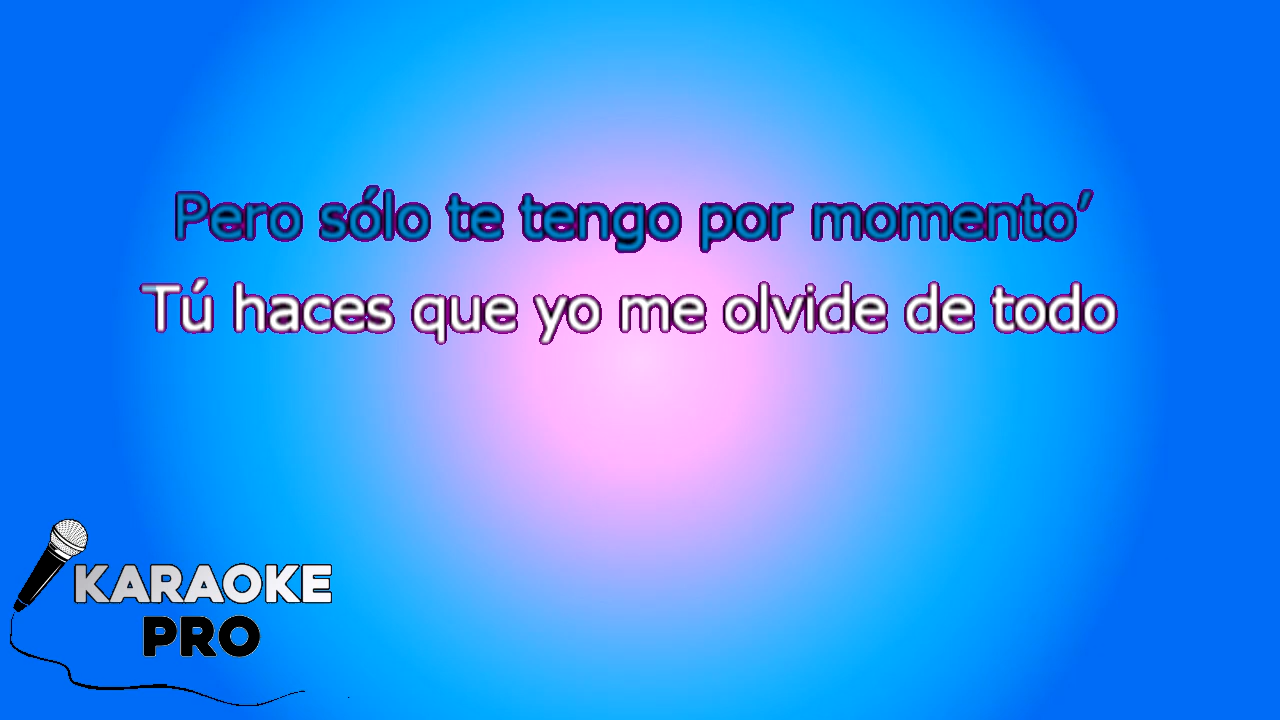 Pero sólo te tengo por momento’
Tú haces que yo me olvide de todo
KARAOKE
PRO